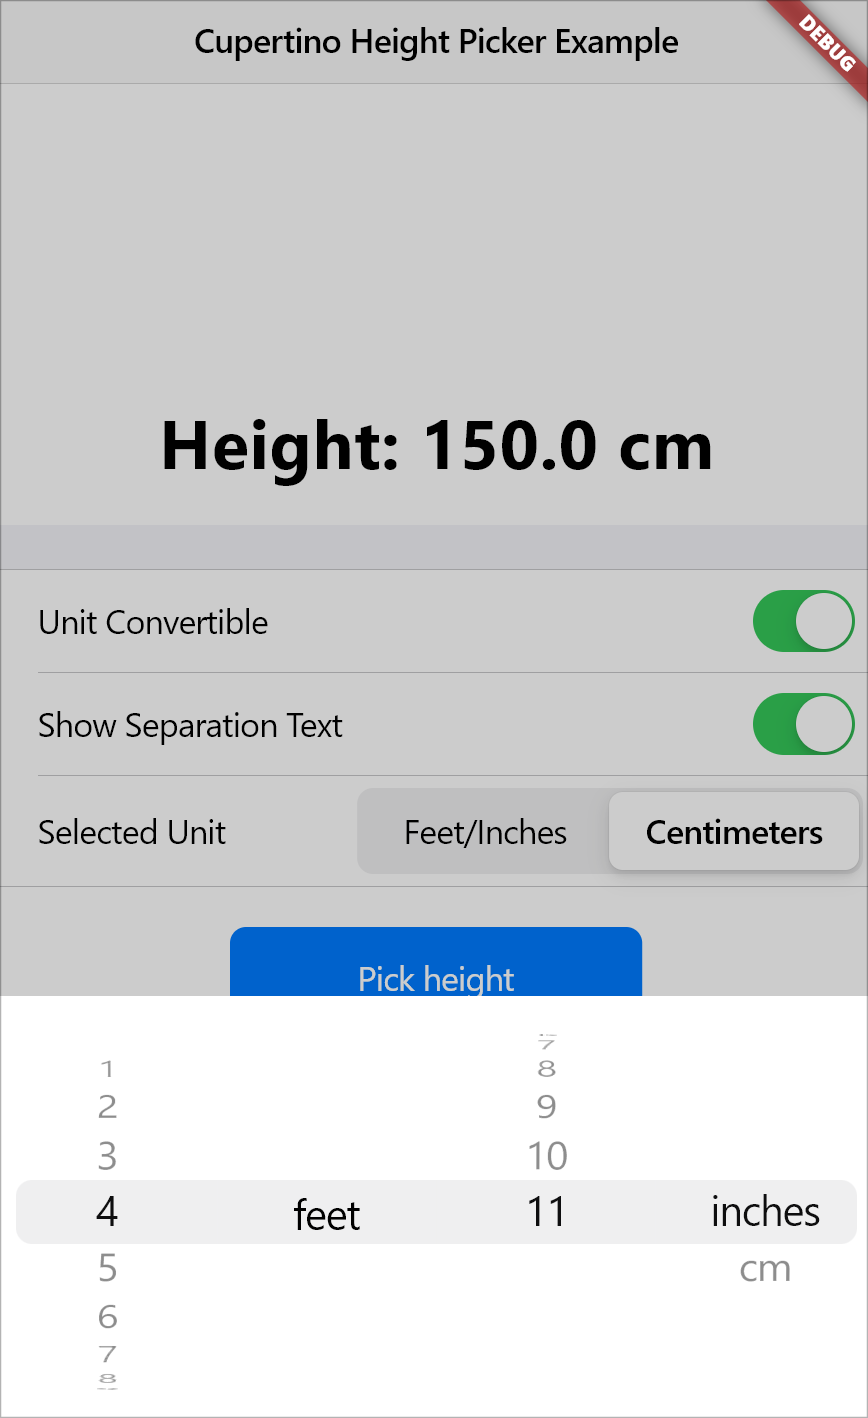 Cupertino Height Picker Example
DEBUG
Height: 150.0 cm
Unit Convertible
Show Separation Text
Selected Unit Feet/Inches Centimeters
Pick height
7
1 8
2 9
3 10
4 feet 11 inches
5 cm
6
7
8